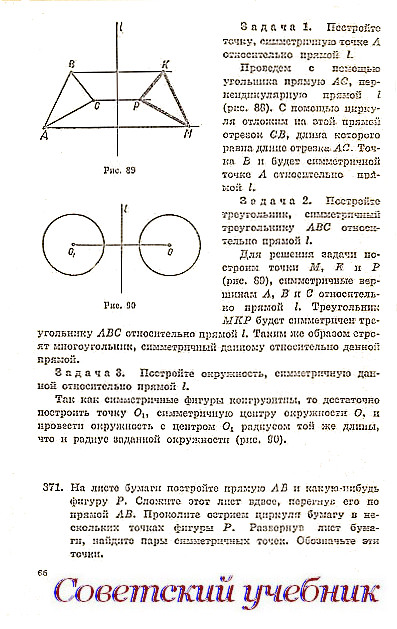 Задача 1. Постройте
точку, симметричную точке A
относительно прямой l.
Проведем с помощью
угольника прямую AC, пер-
пендикулярную прямой l
(рис. 88). С помощью цирку-
ля отложим на этой прямой
отрезок CB, длина которого
равна длине отрезка AC. Точ-
ка B и будет симметричной
точке A относительно пря-
мой l.
Задача 2. Постройте
треугольник, симметричный
треугольнику ABC относи-
тельно прямой l.
Для решения задачи по-
строим точки M, K и P
(рис. 89), симметричные вер-
шинам A, B и C относитель-
но прямой l. Треугольник
MKP будет симметричен тре-
угольнику ABC относительно прямой l. Таким же образом стро-
ят многоугольник, симметричный данному относительно данной
прямой.
l
B
K
C
P
A
M
Рис. 89
l
O₁
O
Рис. 90
Задача 3. Постройте окружность, симметричную дан-
ной относительно прямой l.
Так как симметричные фигуры конгруэнтны, то достаточно
построить точку O₁, симметричную центру окружности O, и
провести окружность с центром O₁ радиусом той же длины,
что и радиус заданной окружности (рис. 90).
371. На листе бумаги постройте прямую AB и какую-нибудь
фигуру P. Сложите этот лист вдвое, перегнув его по
прямой AB. Проколите острием циркуля бумагу в не-
скольких точках фигуры P. Развернув лист бума-
ги, найдите пары симметричных точек. Обозначьте эти
точки.
66
Советский учебник